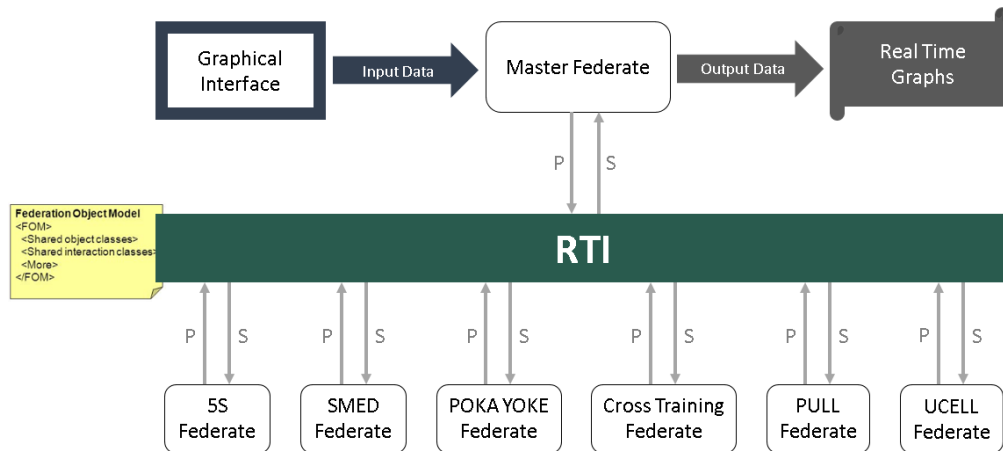 Graphical
Interface
Input Data
Master Federate
Output Data
Real Time
Graphs
P
S
Federation Object Model
<FOM>
<Shared object classes>
<Shared interaction classes>
<More>
</FOM>
RTI
P
S
P
S
P
S
P
S
P
S
P
S
5S
Federate
SMED
Federate
POKA YOKE
Federate
Cross Training
Federate
PULL
Federate
UCELL
Federate